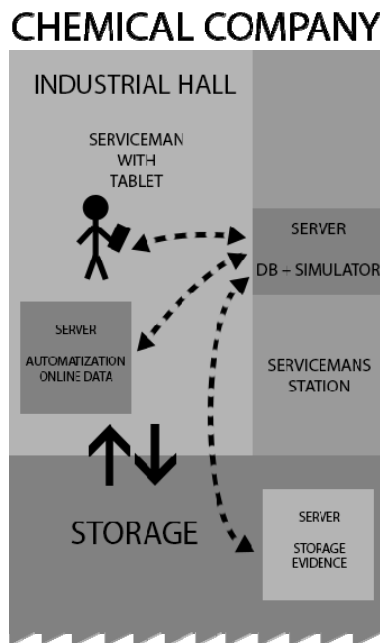 CHEMICAL COMPANY
INDUSTRIAL HALL
SERVICEMAN
WITH
TABLET
SERVER
DB + SIMULATOR
SERVER
AUTOMATIZATION
ONLINE DATA
SERVICEMANS
STATION
STORAGE
SERVER
STORAGE
EVIDENCE